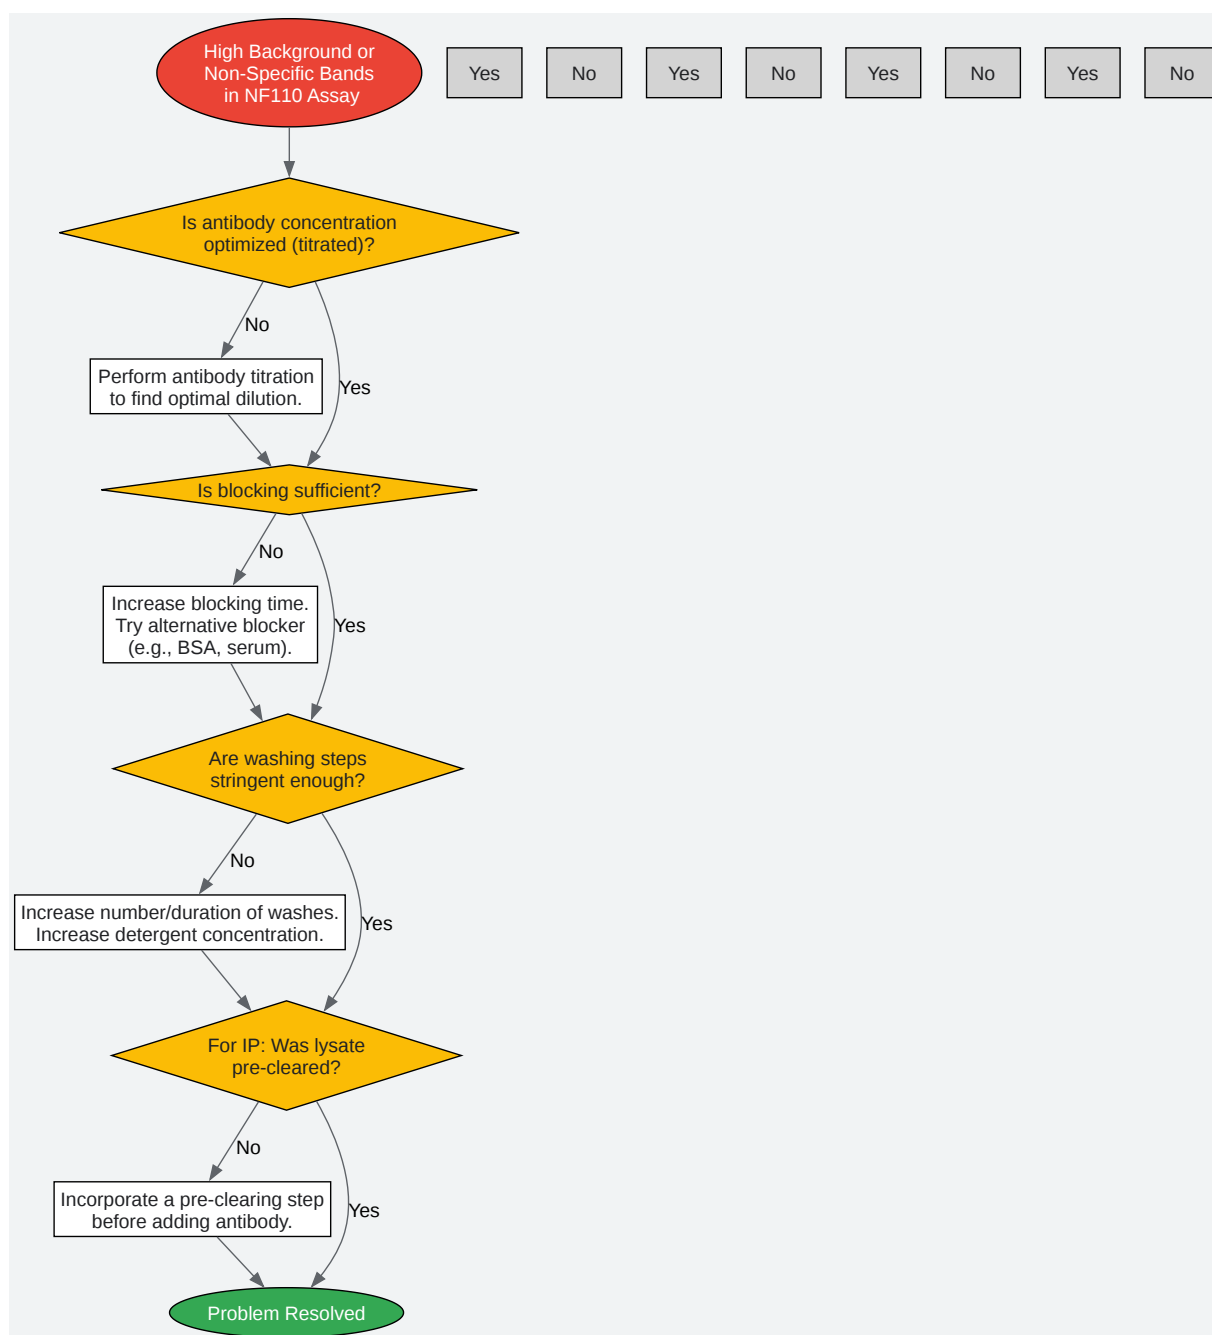 High Background or
Non-Specific Bands
in NF110 Assay
Yes
No
Yes
No
Yes
No
Yes
No
Is antibody concentration
optimized (titrated)?
No
Perform antibody titration
to find optimal dilution.
Yes
Is blocking sufficient?
No
Increase blocking time.
Try alternative blocker
(e.g., BSA, serum).
Yes
Are washing steps
stringent enough?
No
Increase number/duration of washes.
Increase detergent concentration.
Yes
For IP: Was lysate
pre-cleared?
No
Incorporate a pre-clearing step
before adding antibody.
Yes
Problem Resolved